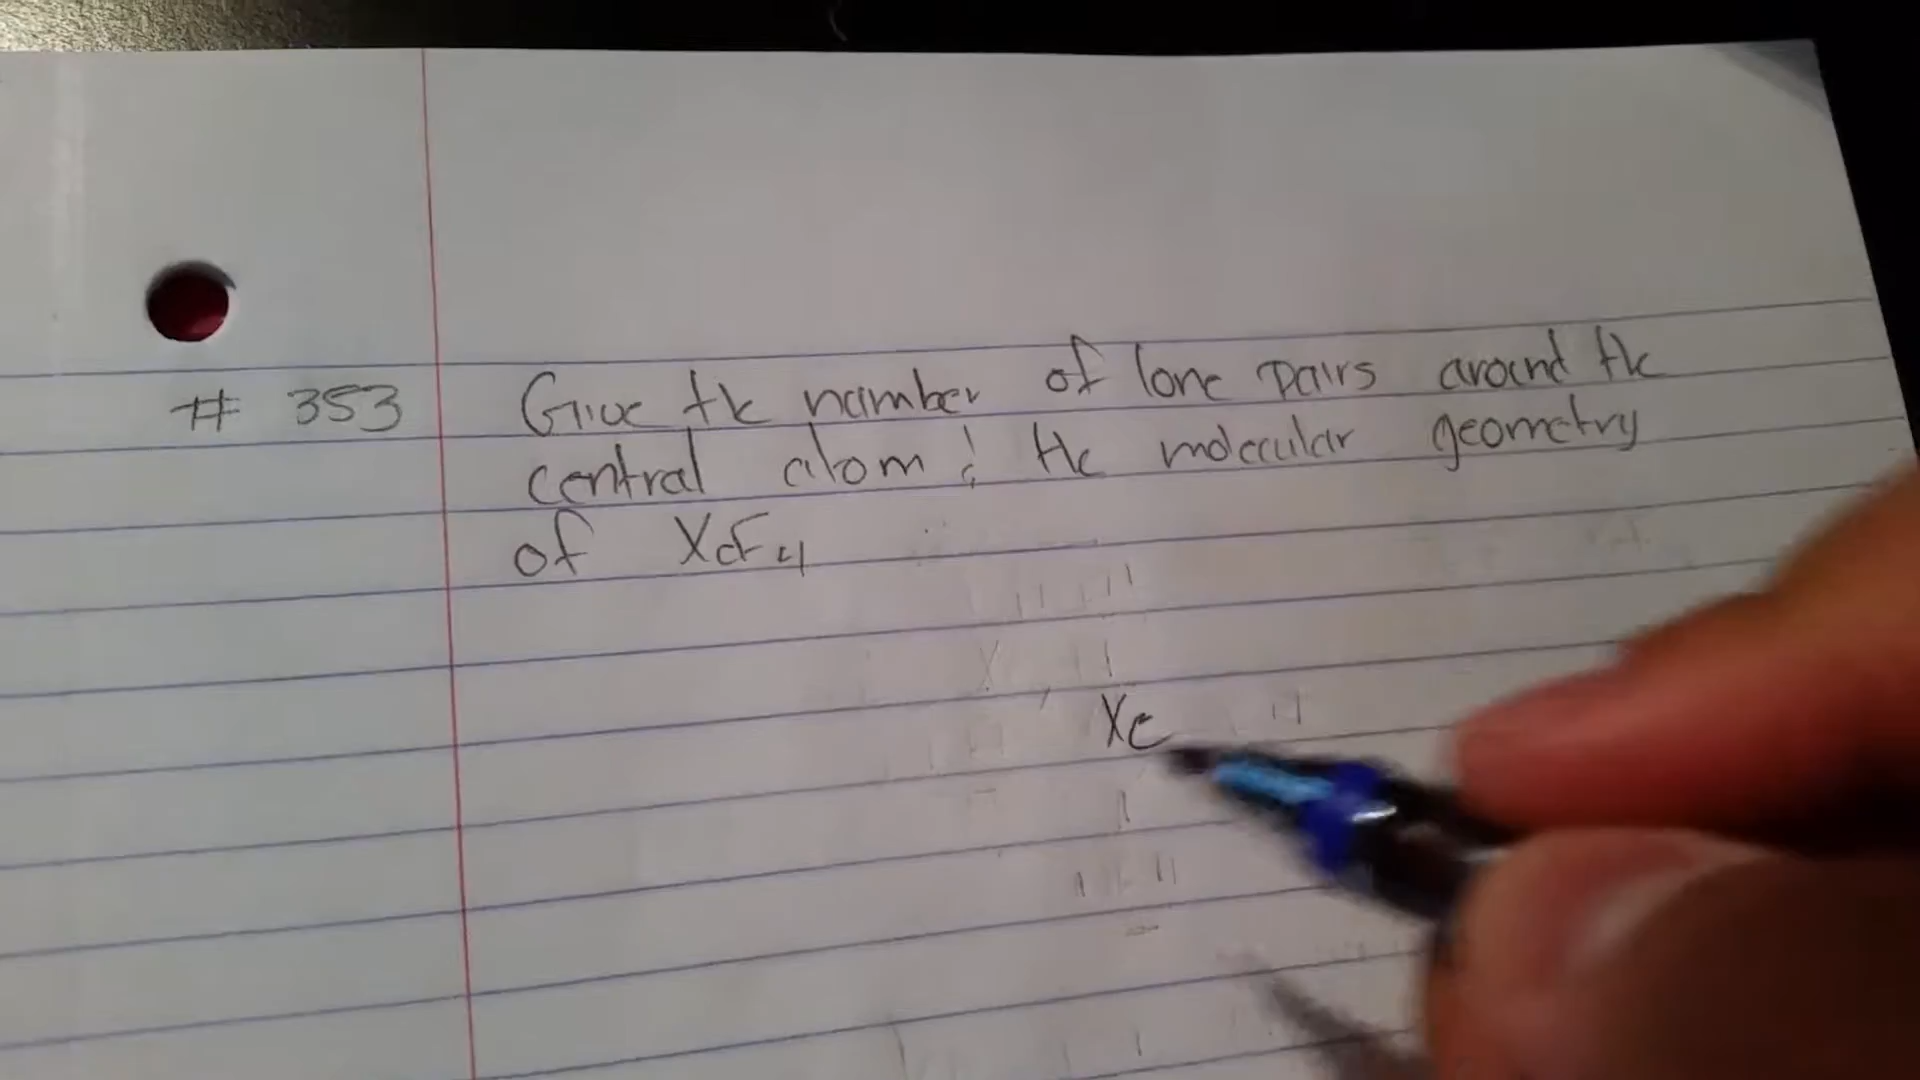 # 353 Give the number of lone pairs around the
central atom & the molecular geometry
of XeF4
Xe